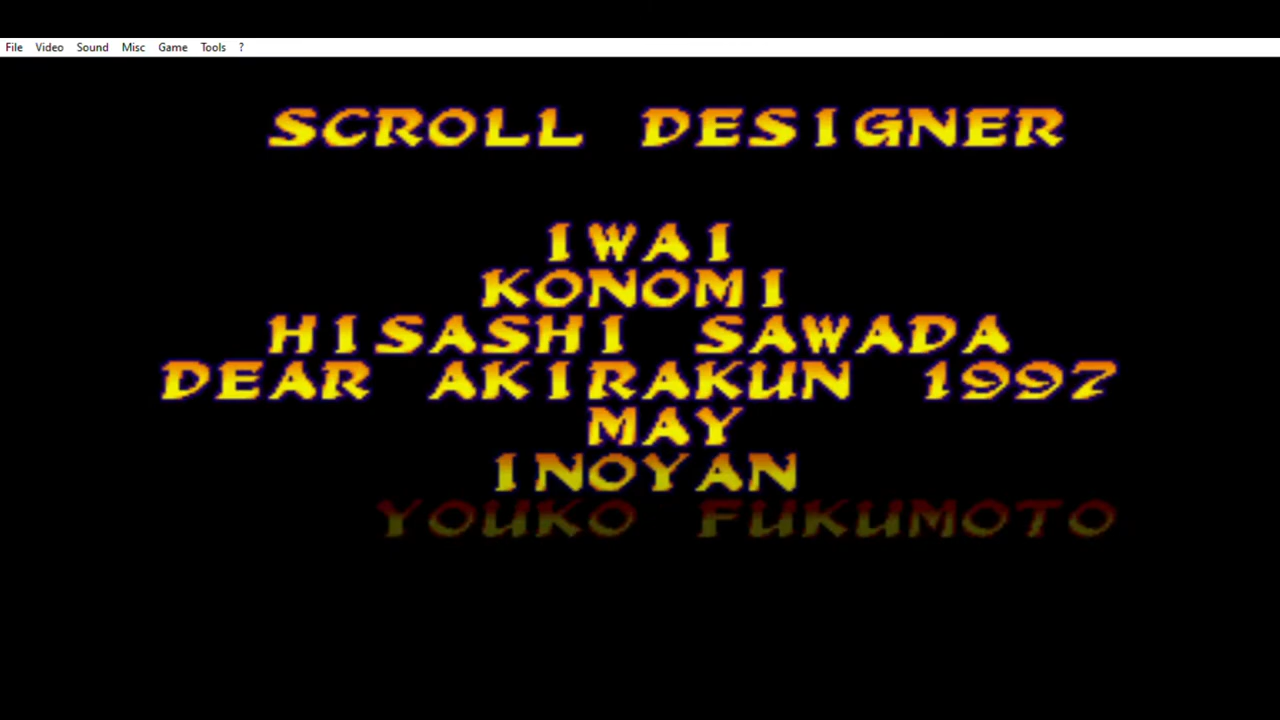 File Video Sound Misc Game Tools ?
SCROLL DESIGNER
IWAI
KONOMI
HISASHI SAWADA
DEAR AKIRAKUN 1997
MAY
INOYAN
YOUKO FUKUMOTO